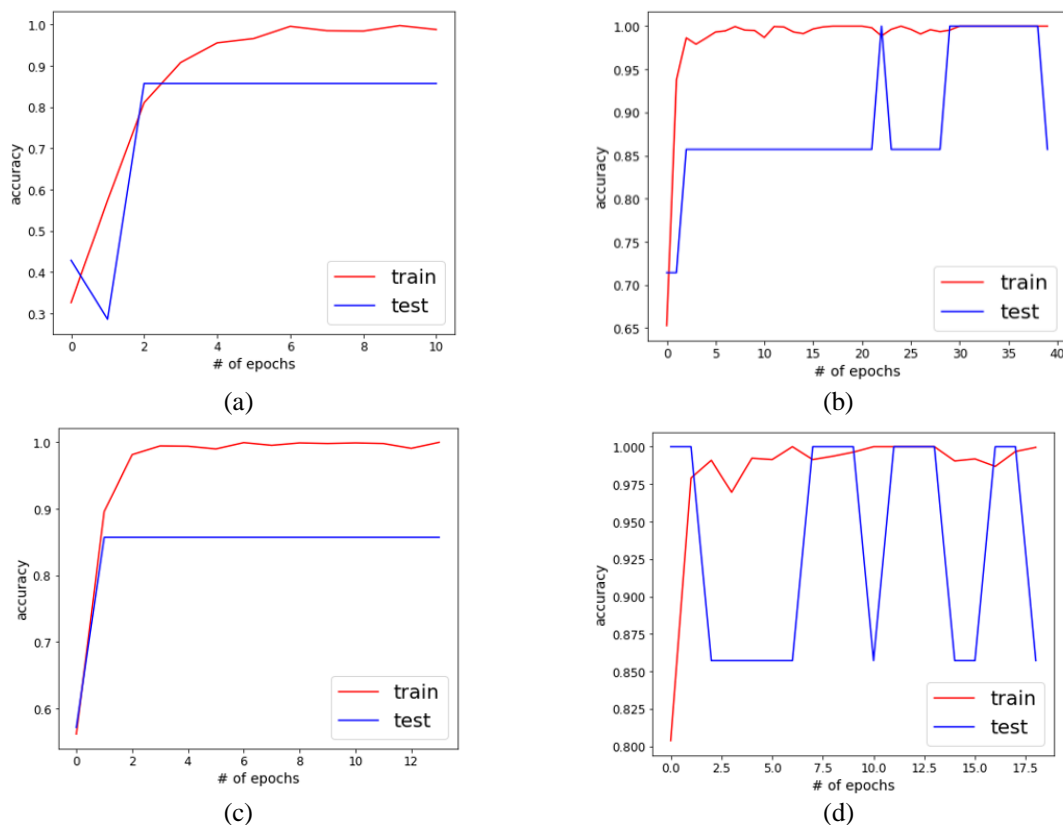 1.0
0.9
0.8
0.7
0.6
0.5
0.4
0.3
accuracy
0 2 4 6 8 10
# of epochs
train
test
(a)
1.00
0.95
0.90
0.85
0.80
0.75
0.70
0.65
accuracy
0 5 10 15 20 25 30 35 40
# of epochs
train
test
(b)
1.0
0.9
0.8
0.7
0.6
accuracy
0 2 4 6 8 10 12
# of epochs
train
test
(c)
1.000
0.975
0.950
0.925
0.900
0.875
0.850
0.825
0.800
accuracy
0.0 2.5 5.0 7.5 10.0 12.5 15.0 17.5
# of epochs
train
test
(d)